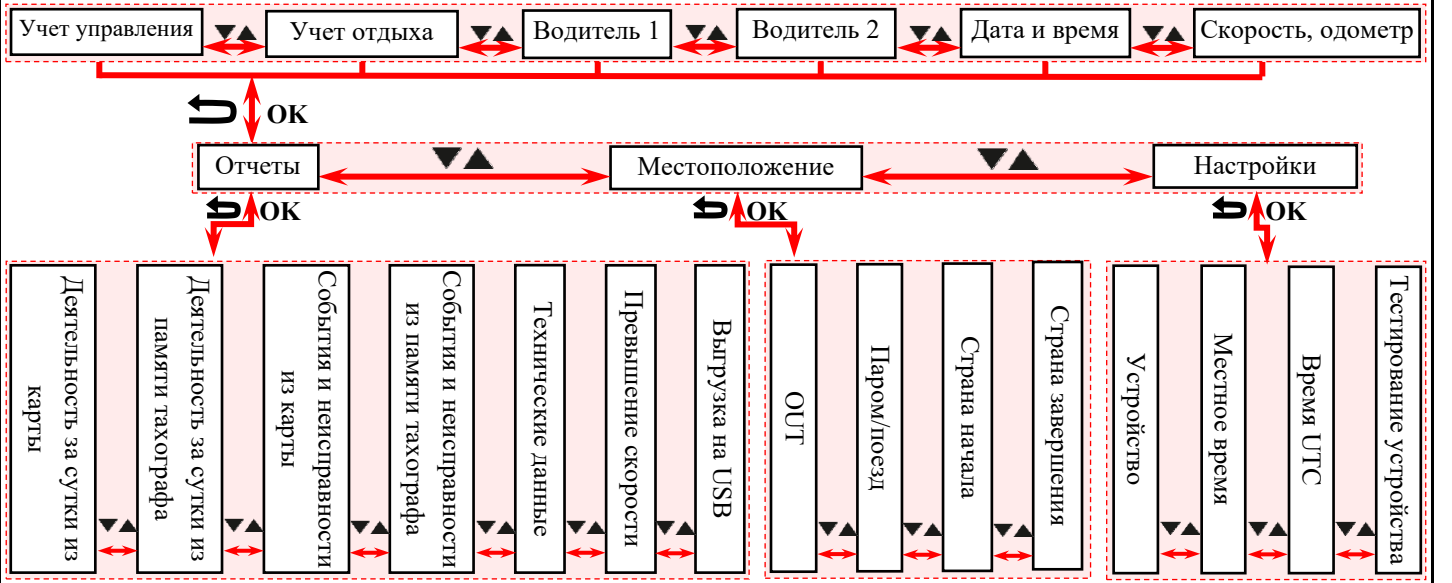 Учет управления
Учет отдыха
Водитель 1
Водитель 2
Дата и время
Скорость, одометр
OK
Отчеты
Местоположение
Настройки
OK
OK
OK
Деятельность за сутки из
карты
Деятельность за сутки из
памяти тахографа
События и неисправности
из карты
События и неисправности
из памяти тахографа
Технические данные
Превышение скорости
Выгрузка на USB
OUT
Паром/поезд
Страна начала
Страна завершения
Устройство
Местное время
Время UTC
Тестирование устройства